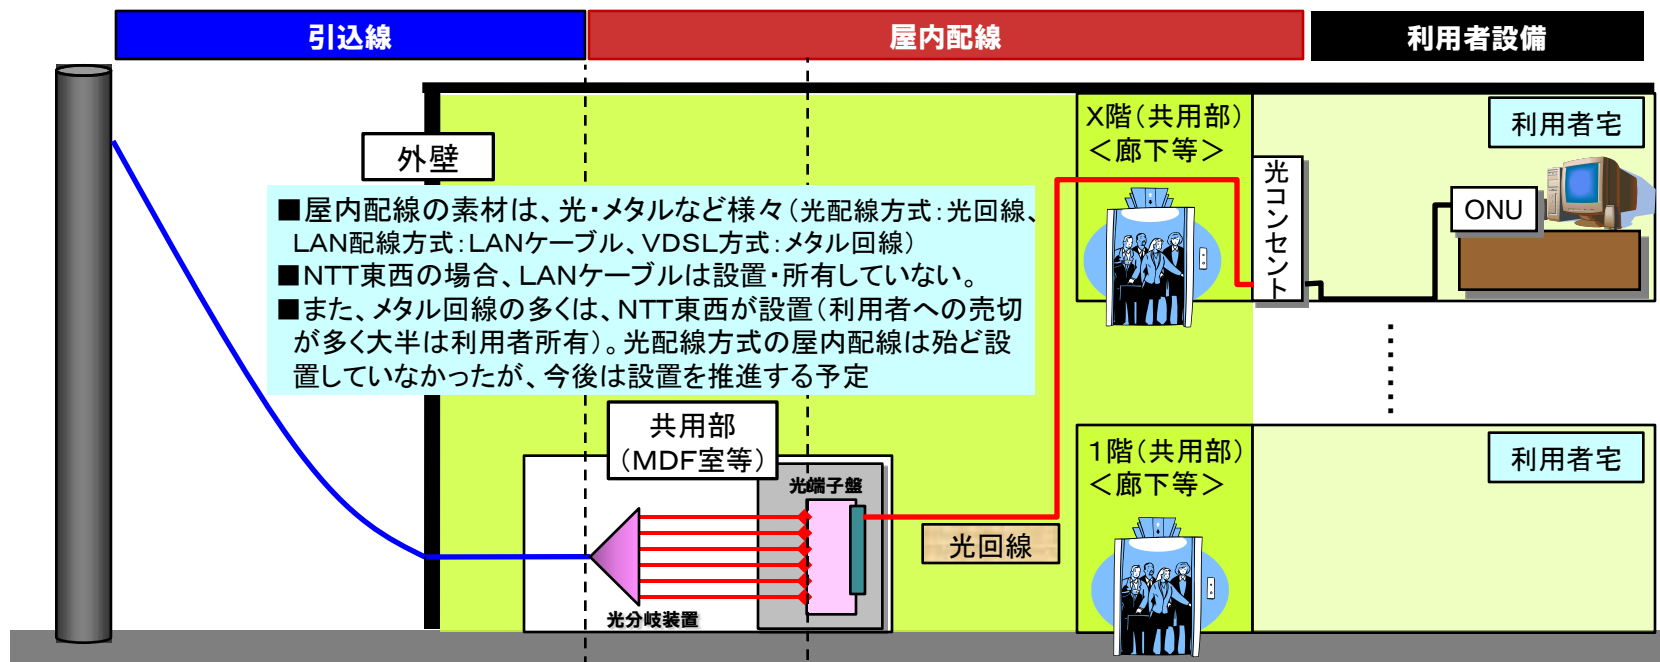 引込線
屋内配線
利用者設備
外壁
X階(共用部)
<廊下等>
利用者宅
光コンセント
ONU
■屋内配線の素材は、光・メタルなど様々(光配線方式:光回線、
LAN配線方式:LANケーブル、VDSL方式:メタル回線)
■NTT東西の場合、LANケーブルは設置・所有していない。
■また、メタル回線の多くは、NTT東西が設置(利用者への売切
が多く大半は利用者所有)。光配線方式の屋内配線は殆ど設
置していなかったが、今後は設置を推進する予定
共用部
(MDF室等)
光端子盤
光分岐装置
光回線
1階(共用部)
<廊下等>
利用者宅